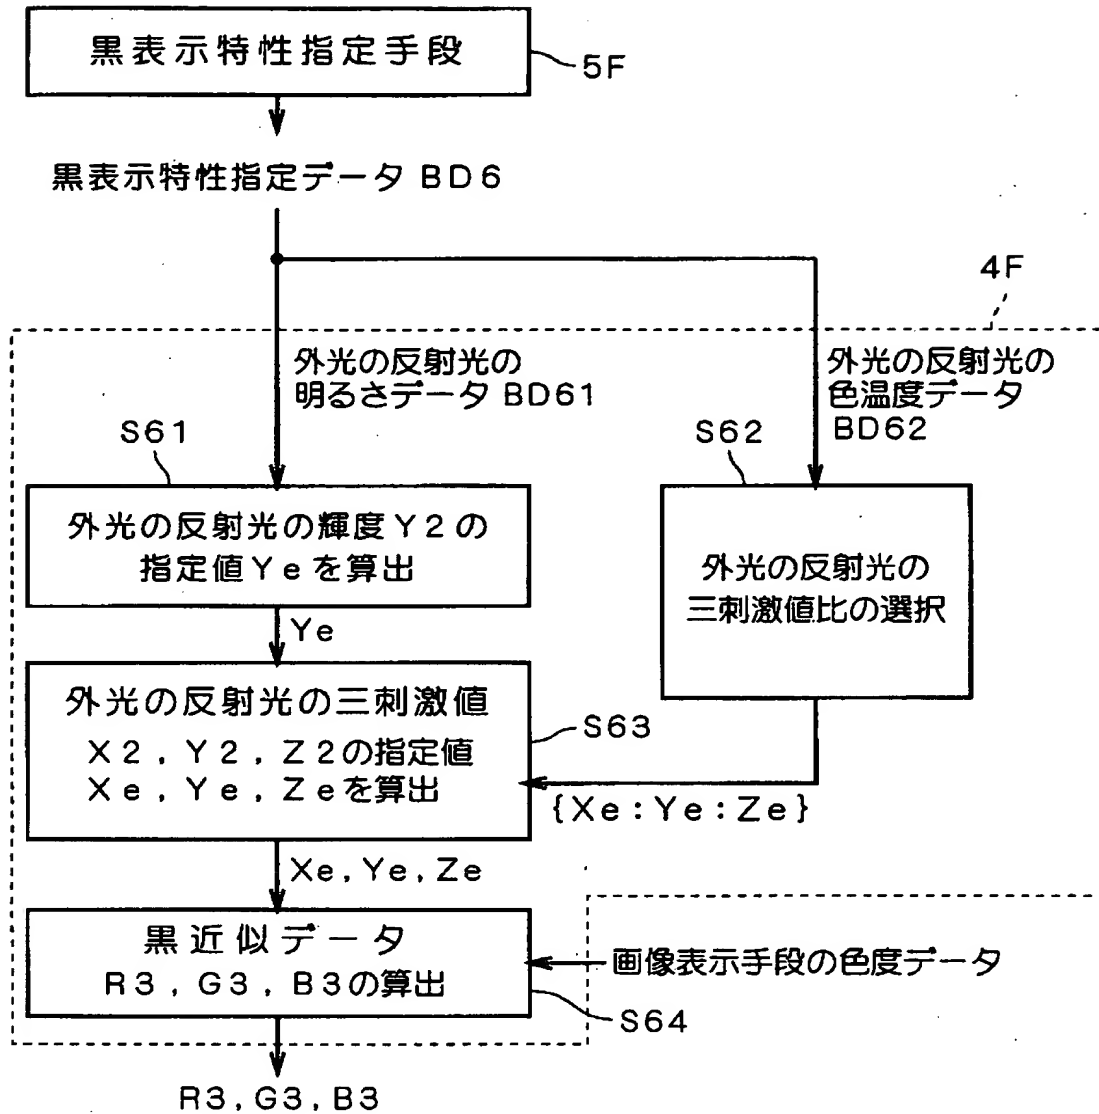 黒表示特性指定手段
5F
黒表示特性指定データ BD6
4F
外光の反射光の
明るさデータ BD61
外光の反射光の
色温度データ
BD62
S61
S62
外光の反射光の輝度Y2の
指定値Yeを算出
外光の反射光の
三刺激値比の選択
Ye
外光の反射光の三刺激値
X2,Y2,Z2の指定値
Xe,Ye,Zeを算出
S63
{Xe:Ye:Ze}
Xe,Ye,Ze
黒近似データ
R3,G3,B3の算出
画像表示手段の色度データ
S64
R3,G3,B3